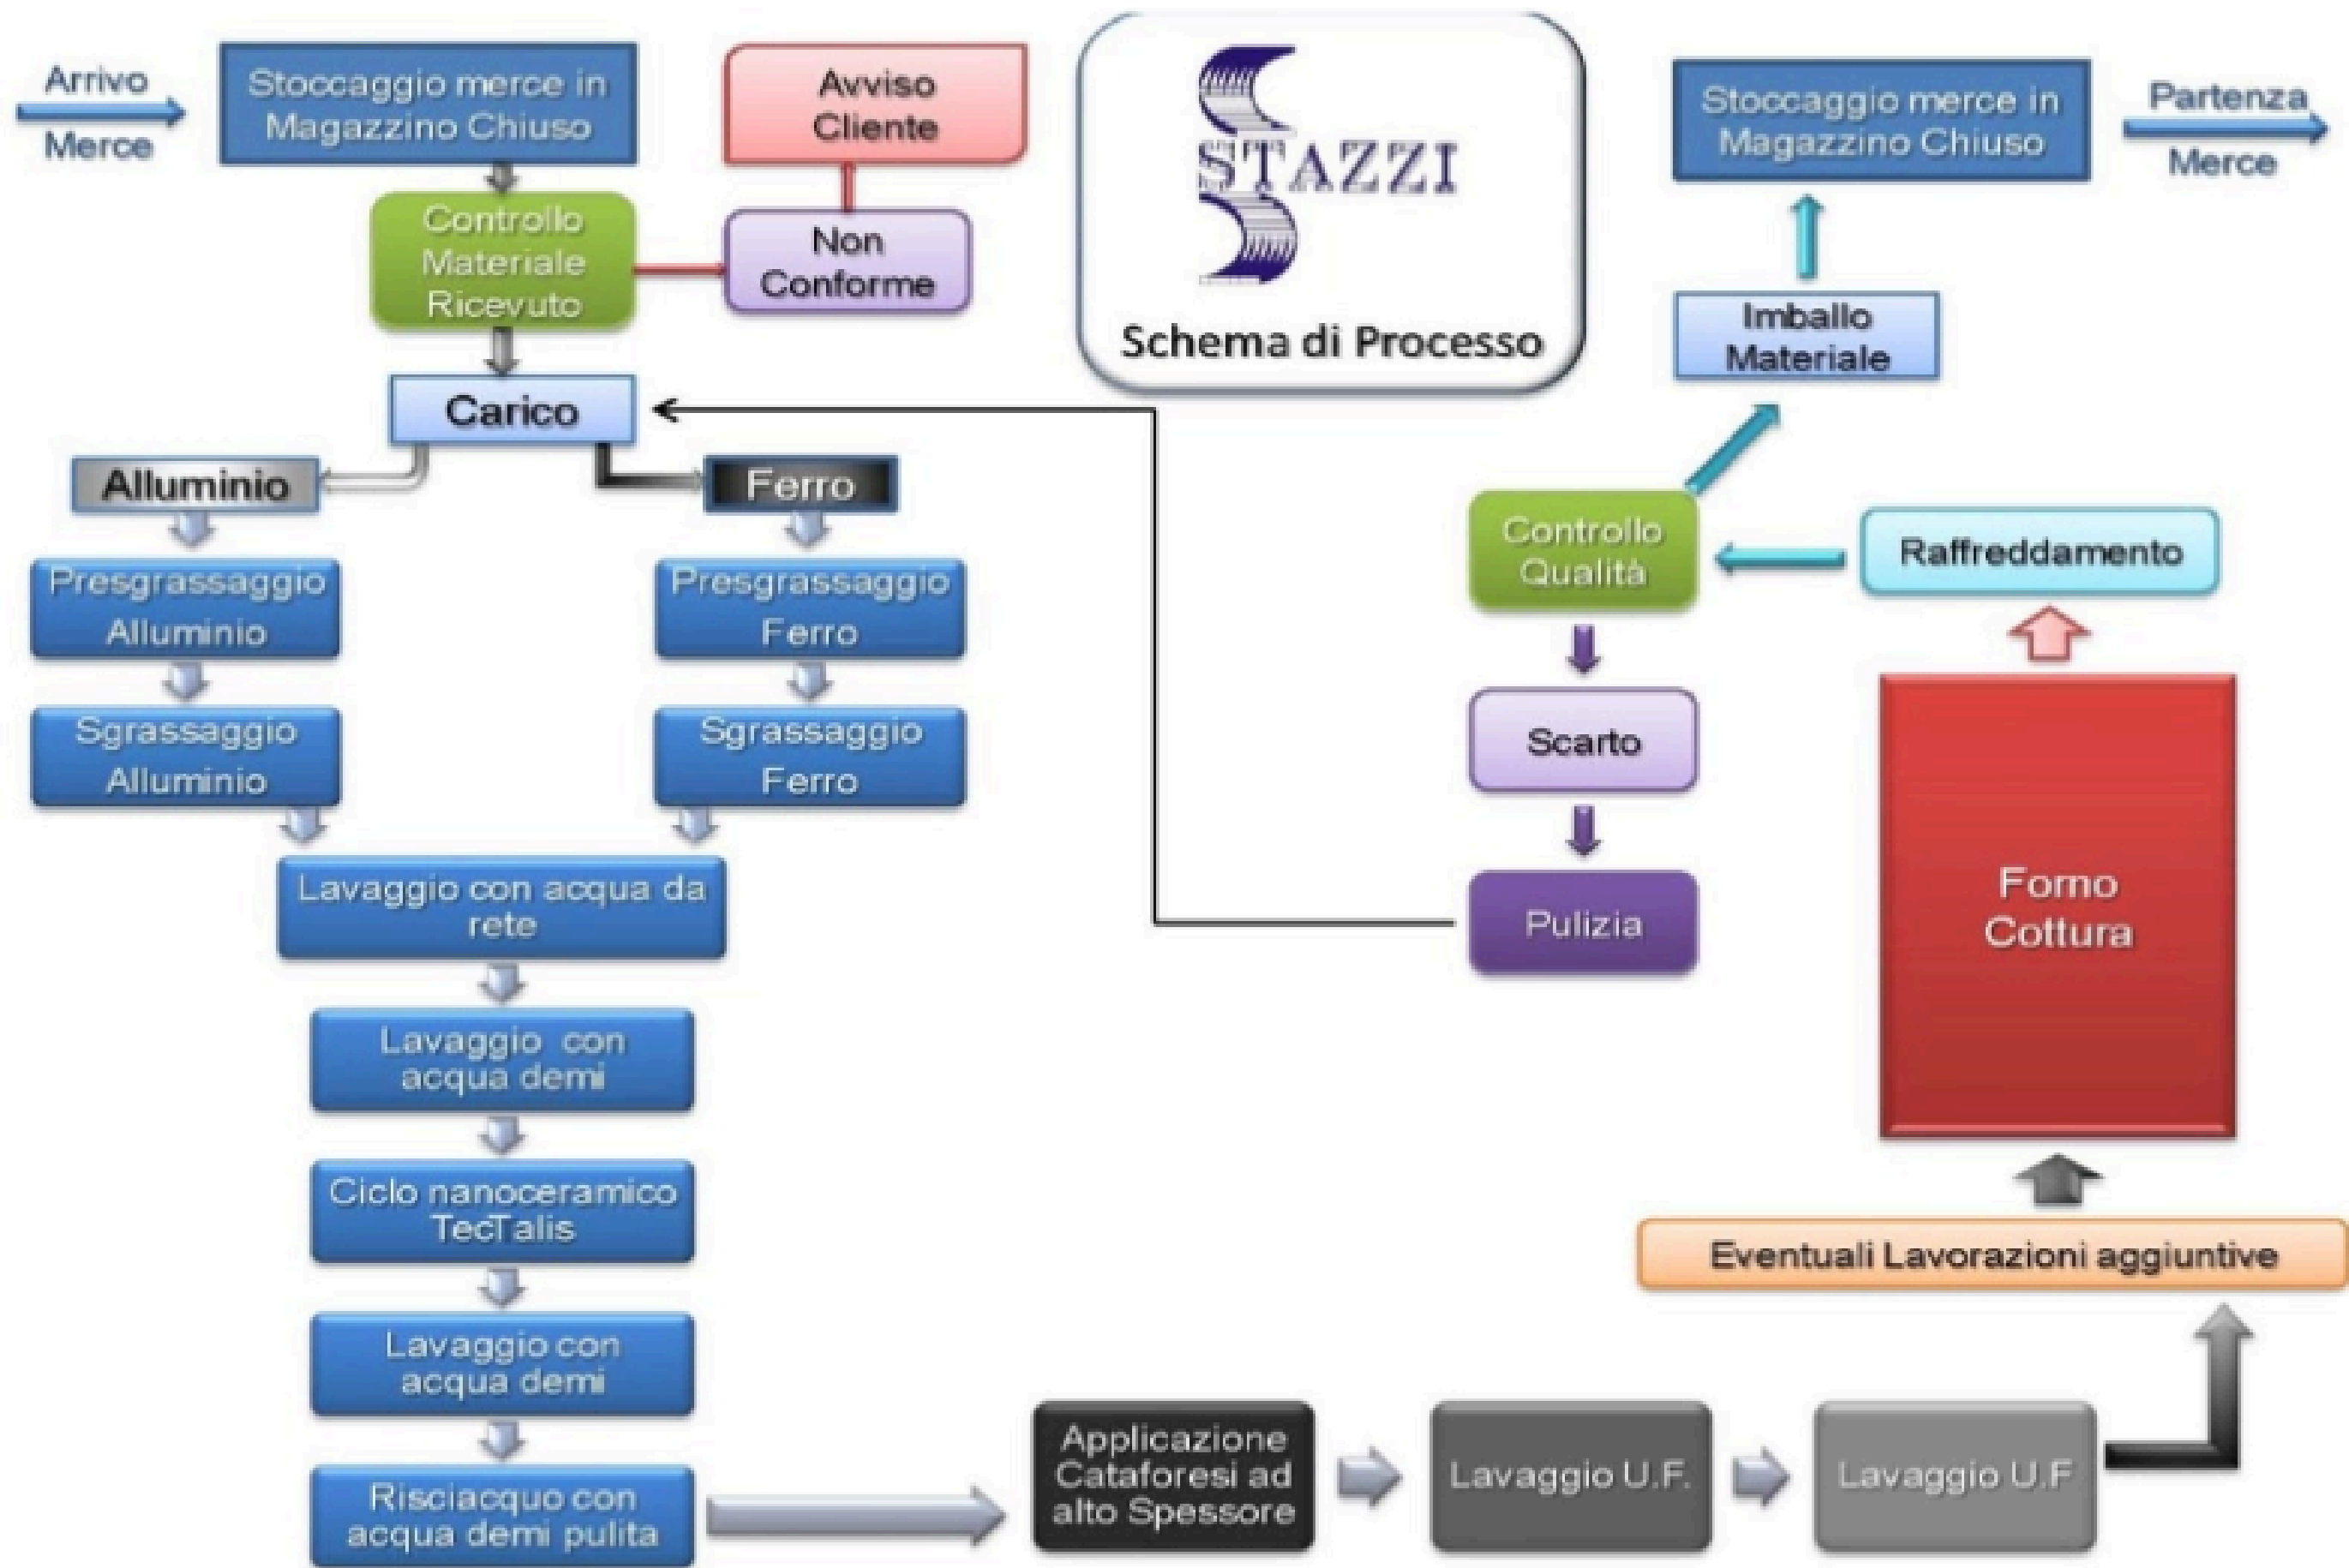 Arrivo
Merce
Stoccaggio merce in
Magazzino Chiuso
Avviso
Cliente
Controllo
Materiale
Ricevuto
Non
Conforme
Carico
Alluminio
Ferro
Presgrassaggio
Alluminio
Presgrassaggio
Ferro
Sgrassaggio
Alluminio
Sgrassaggio
Ferro
Lavaggio con acqua da
rete
Lavaggio con
acqua demi
Ciclo nanoceramico
TecTalis
Lavaggio con
acqua demi
Risciacquo con
acqua demi pulita
STAZZI
Schema di Processo
Applicazione
Cataforesi ad
alto Spessore
Lavaggio U.F.
Lavaggio U.F
Eventuali Lavorazioni aggiuntive
Forno
Cottura
Raffreddamento
Controllo
Qualità
Scarto
Pulizia
Imballo
Materiale
Stoccaggio merce in
Magazzino Chiuso
Partenza
Merce